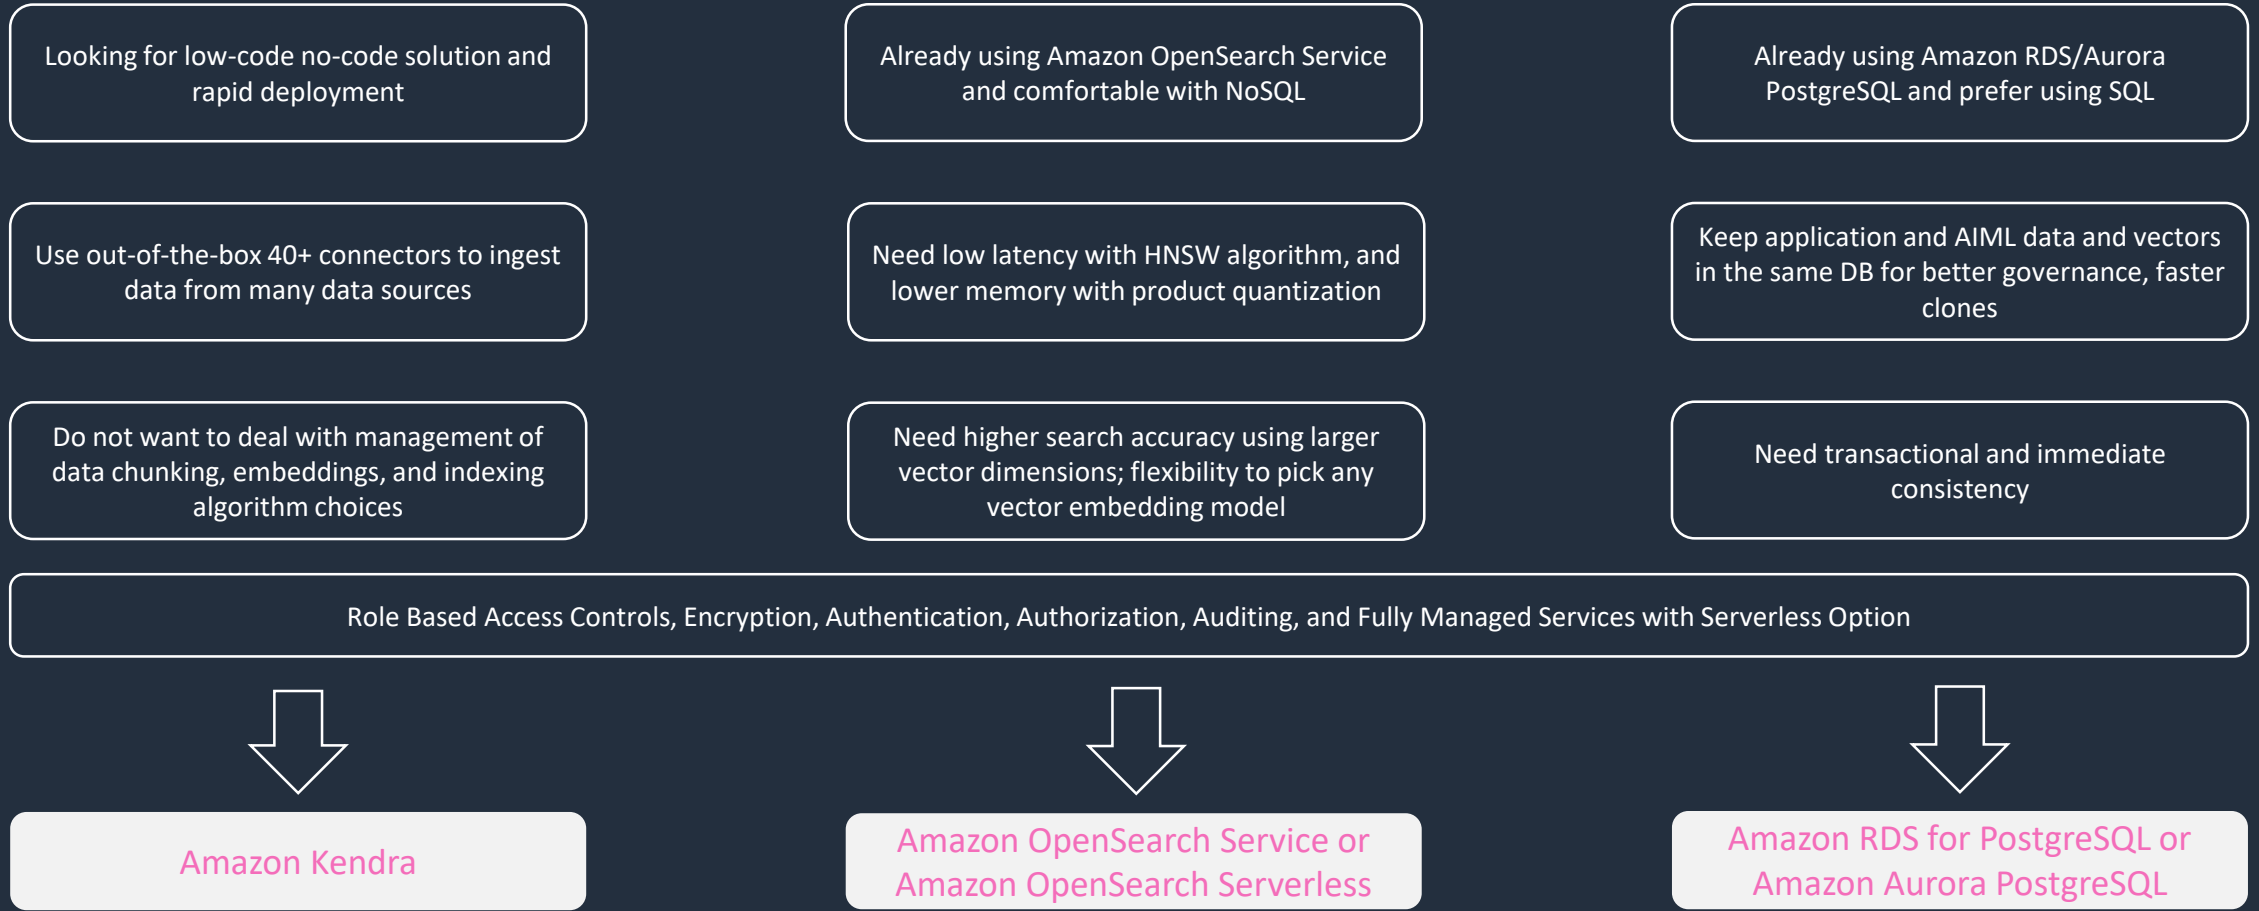 Looking for low-code no-code solution and
rapid deployment
Already using Amazon OpenSearch Service
and comfortable with NoSQL
Already using Amazon RDS/Aurora
PostgreSQL and prefer using SQL
Use out-of-the-box 40+ connectors to ingest
data from many data sources
Need low latency with HNSW algorithm, and
lower memory with product quantization
Keep application and AIML data and vectors
in the same DB for better governance, faster
clones
Do not want to deal with management of
data chunking, embeddings, and indexing
algorithm choices
Need higher search accuracy using larger
vector dimensions; flexibility to pick any
vector embedding model
Need transactional and immediate
consistency
Role Based Access Controls, Encryption, Authentication, Authorization, Auditing, and Fully Managed Services with Serverless Option
Amazon Kendra
Amazon OpenSearch Service or
Amazon OpenSearch Serverless
Amazon RDS for PostgreSQL or
Amazon Aurora PostgreSQL